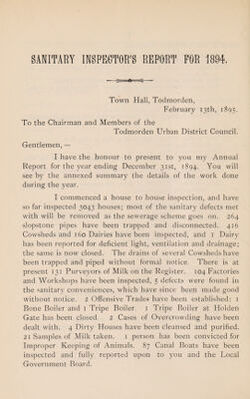 SANITARY INSPECTOR'S REPORT FOR 1894.
Town Hall, Todmorden,
February 13th, 1895.
To the Chairman and Members of the
Todmorden Urban District Council.
Gentlemen,—
I have the honour to present to you my Annual
Report for the year ending December 31st, 1894. You will
see by the annexed summary the details of the work done
during the year.
I commenced a house to house inspection, and have
so far inspected 3043 houses; most of the sanitary defects met
with will be removed as the sewerage scheme goes on. 264
slopstone pipes have been trapped and disconnected. 416
Cowsheds and 160 Dairies have been inspected, and 1 Dairy
has been reported for deficient light, ventilation and drainage;
the same is now closed. The drains of several Cowsheds have
been trapped and piped without formal notice. There is at
present 131 Purveyors of Milk on the Register. 104 Factories
and Workshops have been inspected, 5 defects were found in
the sanitary conveniences, which have since been made good
without notice. 2 Offensive Trades have been established: 1
Bone Boiler and 1 Tripe Boiler. 1 Tripe Boiler at Holden
Gate has been closed. 2 Cases of Overcrowding have been
dealt with. 4 Dirty Houses have been cleansed and purified.
21 Samples of Milk taken. 1 person has been convicted for
Improper Keeping of Animals. 87 Canal Boats have been
inspected and fully reported upon to you and the Local
Government Board.